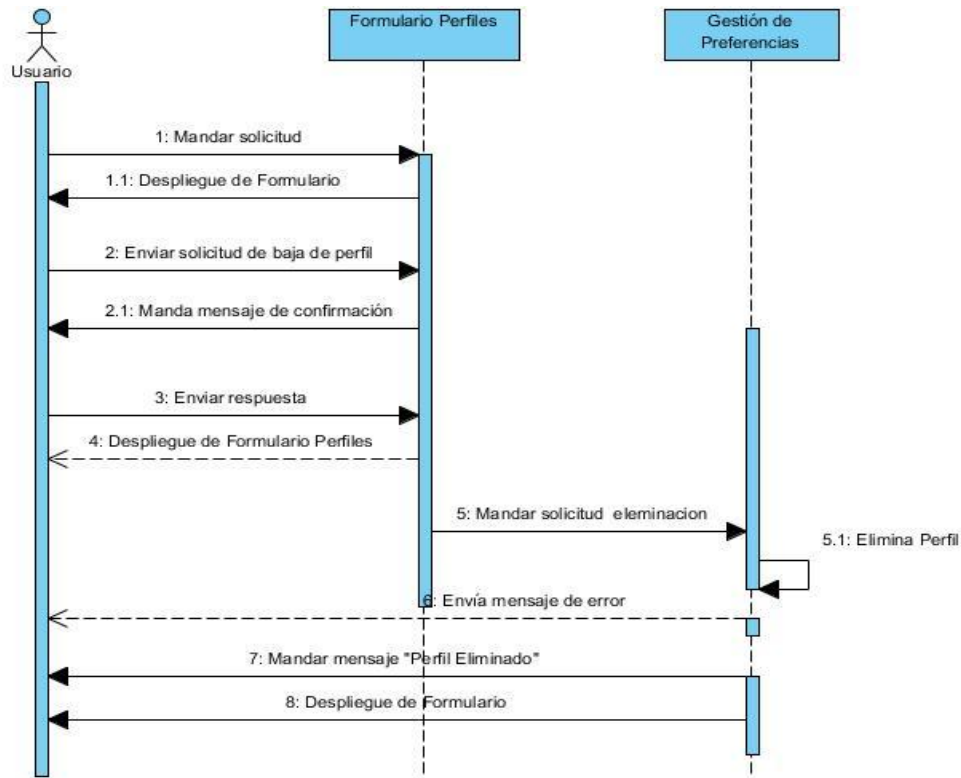 Formulario Perfiles
Gestión de
Preferencias
Usuario
1: Mandar solicitud
1.1: Despliegue de Formulario
2: Enviar solicitud de baja de perfil
2.1: Manda mensaje de confirmación
3: Enviar respuesta
4: Despliegue de Formulario Perfiles
5: Mandar solicitud eleminacion
5.1: Elimina Perfil
6: Envía mensaje de error
7: Mandar mensaje "Perfil Eliminado"
8: Despliegue de Formulario